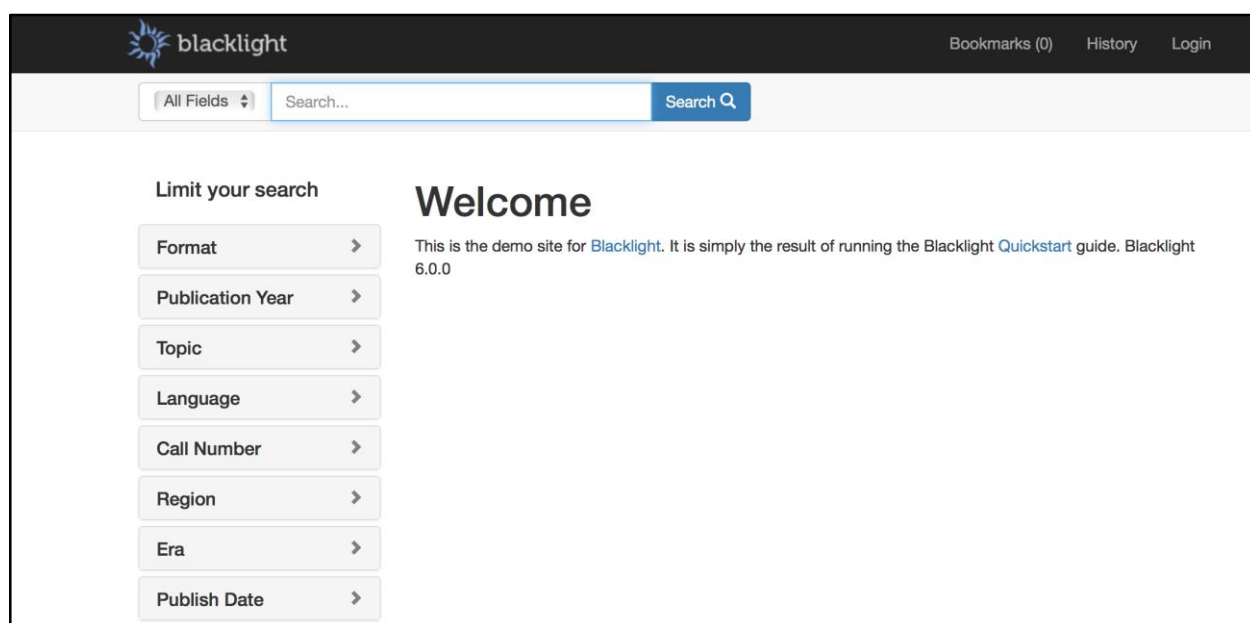 blacklight
Bookmarks (0) History Login
All Fields Search... Search
Limit your search
Format
Publication Year
Topic
Language
Call Number
Region
Era
Publish Date
Welcome
This is the demo site for Blacklight. It is simply the result of running the Blacklight Quickstart guide. Blacklight
6.0.0